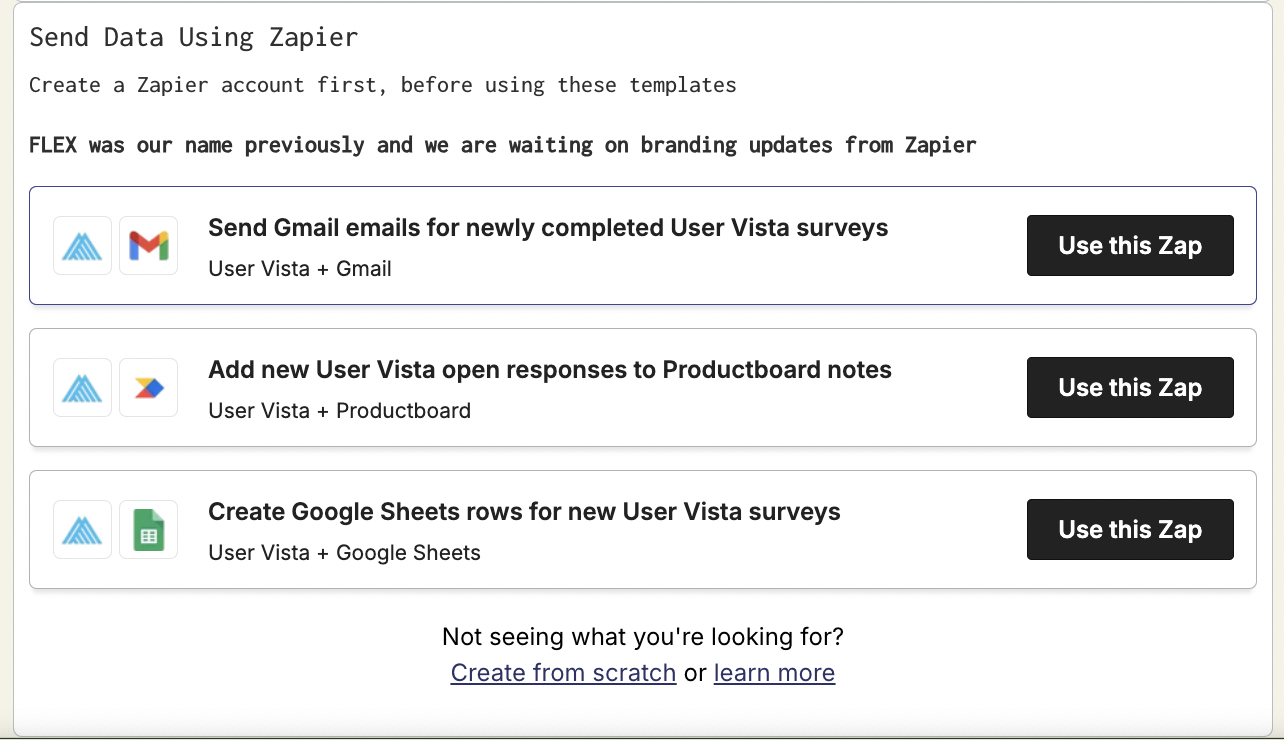 Send Data Using Zapier
Create a Zapier account first, before using these templates
FLEX was our name previously and we are waiting on branding updates from Zapier
Send Gmail emails for newly completed User Vista surveys
User Vista + Gmail
Use this Zap
Add new User Vista open responses to Productboard notes
User Vista + Productboard
Use this Zap
Create Google Sheets rows for new User Vista surveys
User Vista + Google Sheets
Use this Zap
Not seeing what you're looking for?
Create from scratch or learn more